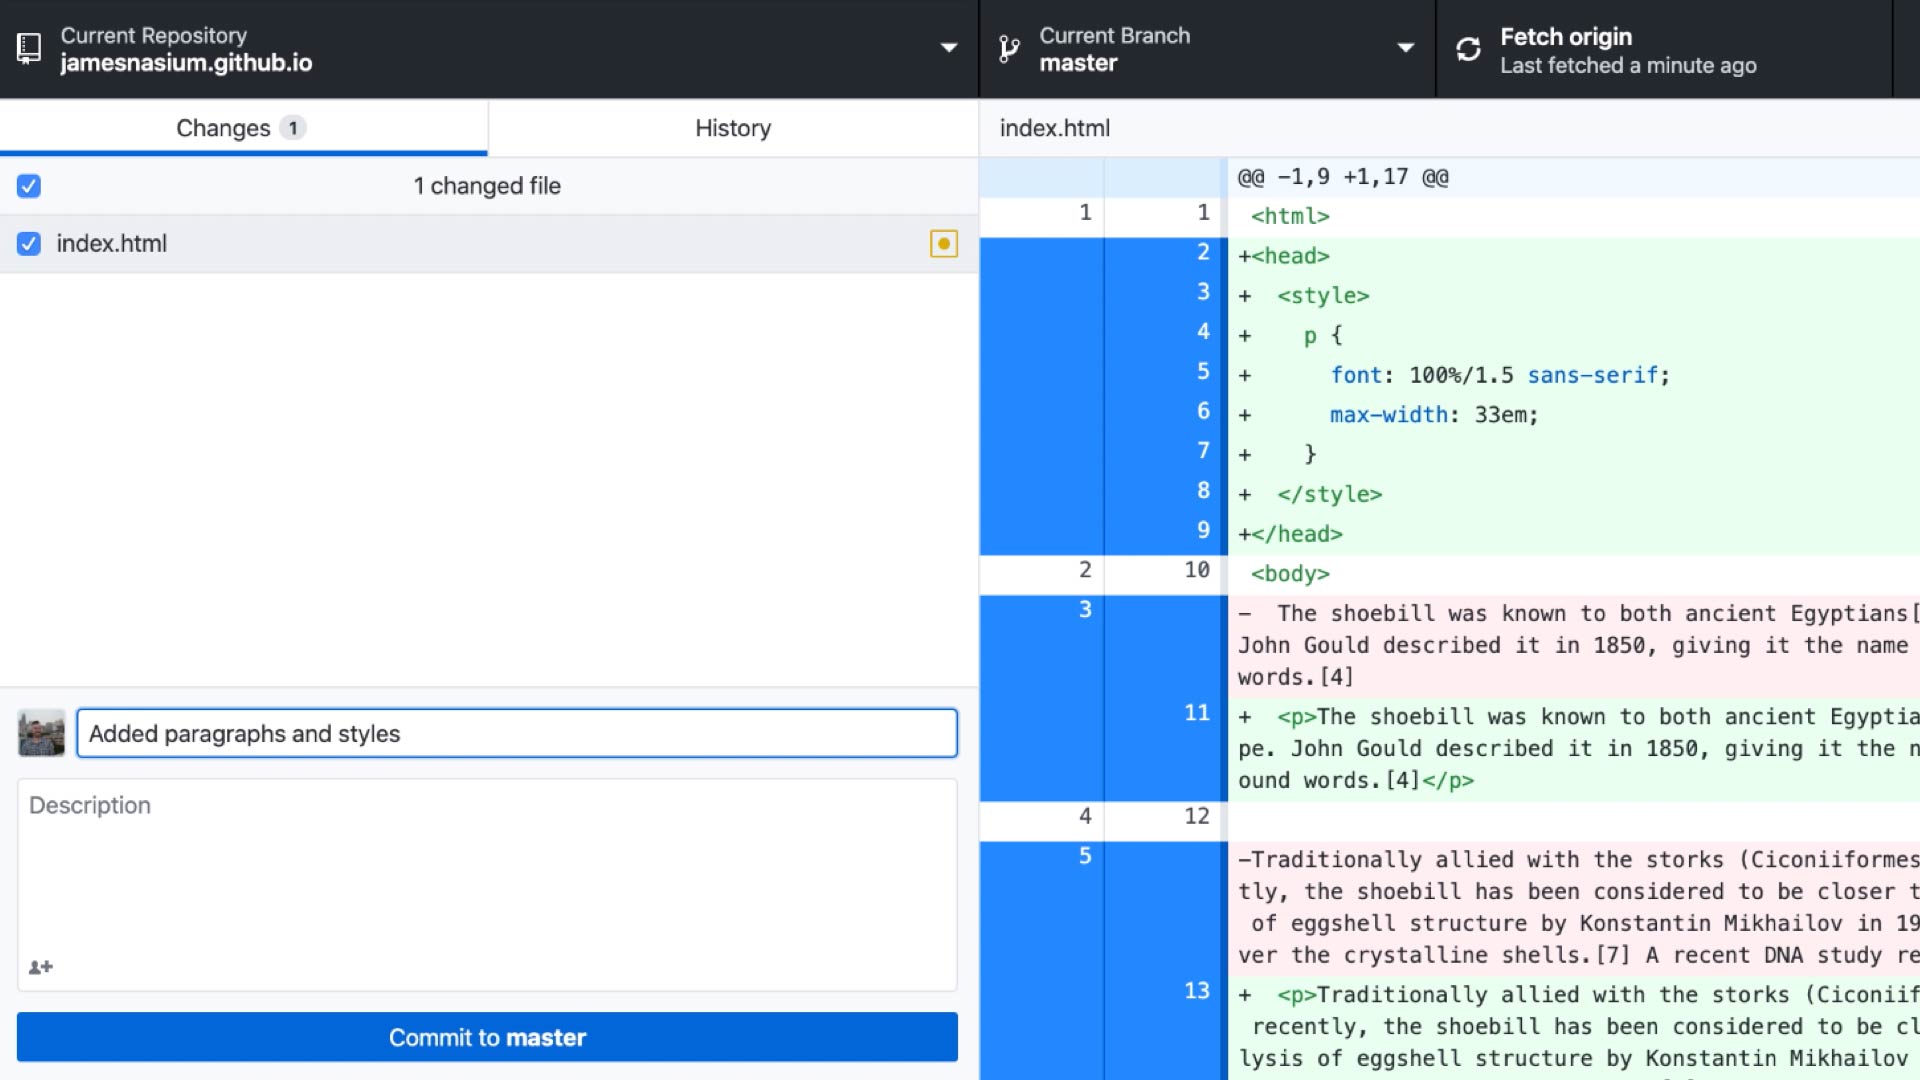 Current Repository
jamesnasium.github.io
Current Branch
master
Fetch origin
Last fetched a minute ago
Changes 1
History
1 changed file
index.html
Added paragraphs and styles
Description
Commit to master
index.html
@@ -1,9 +1,17 @@
1 1 <html>
2 +<head>
3 + <style>
4 + p {
5 + font: 100%/1.5 sans-serif;
6 + max-width: 33em;
7 + }
8 + </style>
9 +</head>
2 10 <body>
3 - The shoebill was known to both ancient Egyptians[
John Gould described it in 1850, giving it the name
words.[4]
11 + <p>The shoebill was known to both ancient Egyptia
pe. John Gould described it in 1850, giving it the n
ound words.[4]</p>
4 12
5 -Traditionally allied with the storks (Ciconiiformes
tly, the shoebill has been considered to be closer t
of eggshell structure by Konstantin Mikhailov in 19
ver the crystalline shells.[7] A recent DNA study re
13 + <p>Traditionally allied with the storks (Ciconiif
recently, the shoebill has been considered to be cl
lysis of eggshell structure by Konstantin Mikhailov